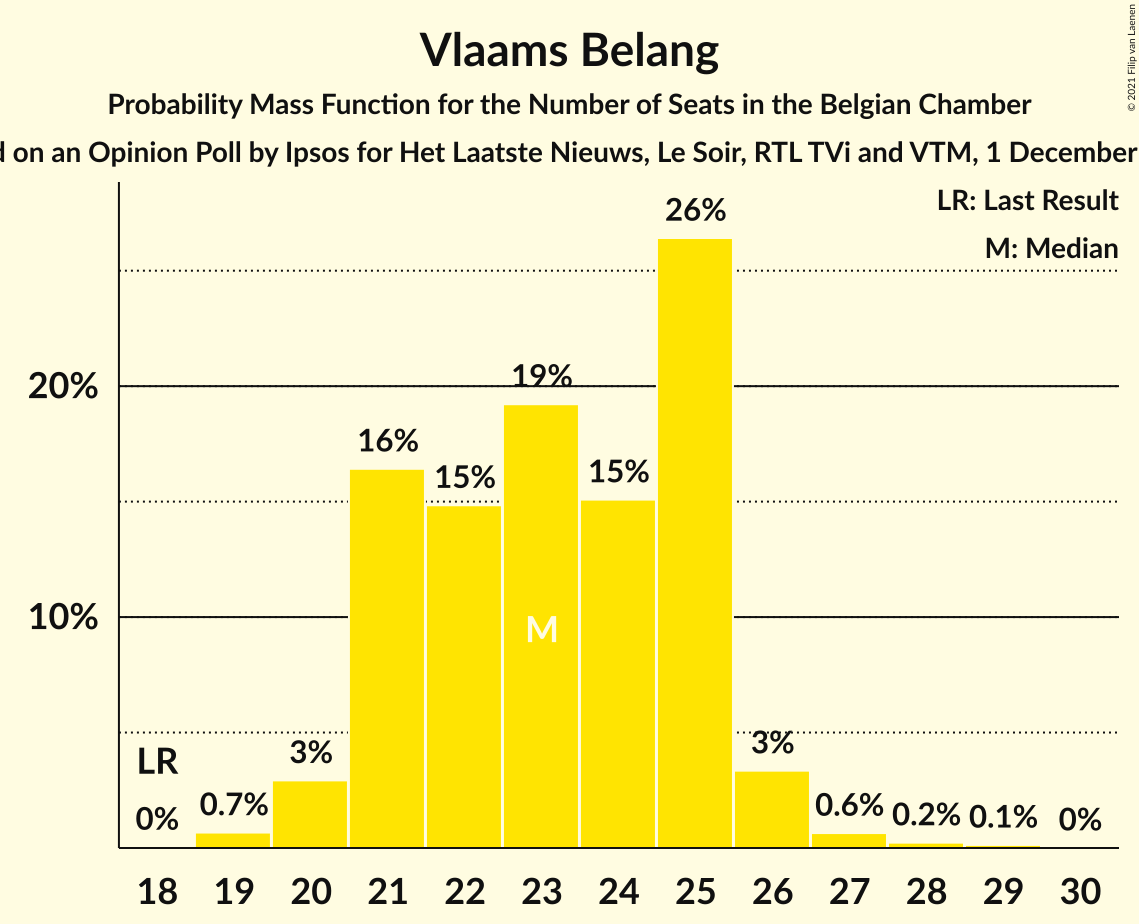 Vlaams Belang
Probability Mass Function for the Number of Seats in the Belgian Chamber
on an Opinion Poll by Ipsos for Het Laatste Nieuws, Le Soir, RTL TVi and VTM, 1 December
© 2021 Filip van Laenen
LR: Last Result
M: Median
26%
20%
19%
16%
15%
15%
10%
M
LR
3%
3%
0%
0.7%
0.6%
0.2%
0.1%
0%
18 19 20 21 22 23 24 25 26 27 28 29 30